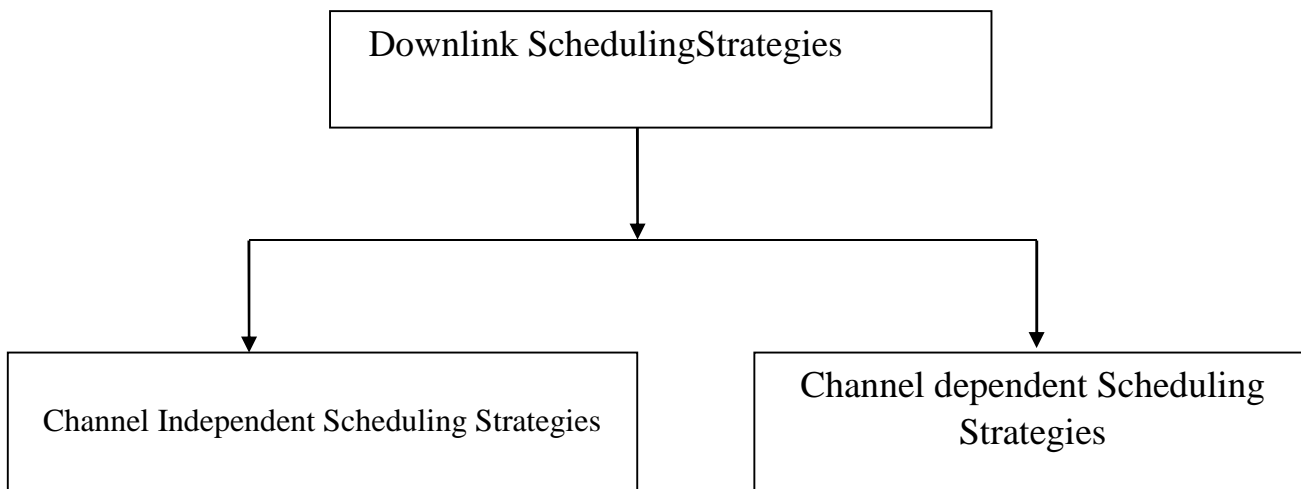 Downlink SchedulingStrategies
Channel Independent Scheduling Strategies
Channel dependent Scheduling
Strategies